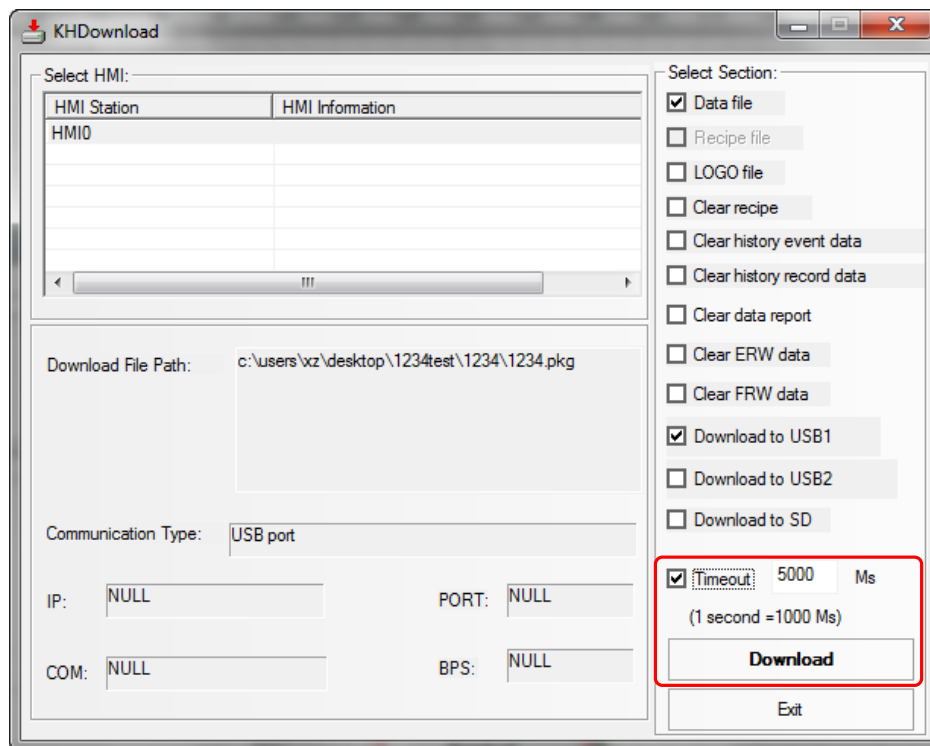 KHDownload
Select HMI:
HMI Station HMI Information
HMI0
Download File Path: c:\users\xz\desktop\1234test\1234\1234.pkg
Communication Type: USB port
IP: NULL PORT: NULL
COM: NULL BPS: NULL
Select Section:
Data file
Recipe file
LOGO file
Clear recipe
Clear history event data
Clear history record data
Clear data report
Clear ERW data
Clear FRW data
Download to USB1
Download to USB2
Download to SD
Timeout 5000 Ms
(1 second =1000 Ms)
Download
Exit